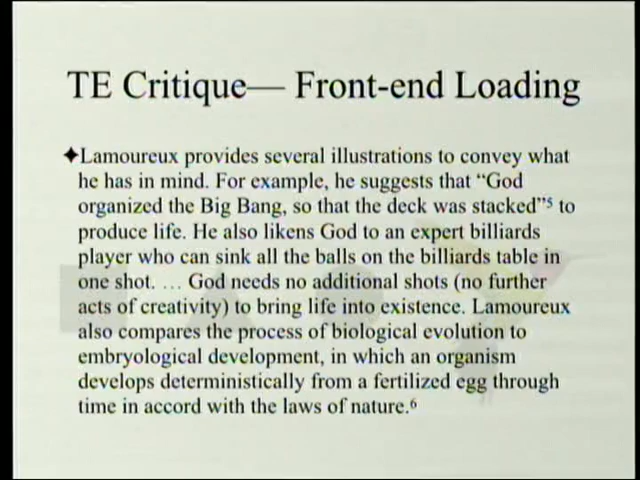 TE Critique— Front-end Loading
✦Lamoureux provides several illustrations to convey what
he has in mind. For example, he suggests that “God
organized the Big Bang, so that the deck was stacked”⁵ to
produce life. He also likens God to an expert billiards
player who can sink all the balls on the billiards table in
one shot. … God needs no additional shots (no further
acts of creativity) to bring life into existence. Lamoureux
also compares the process of biological evolution to
embryological development, in which an organism
develops deterministically from a fertilized egg through
time in accord with the laws of nature.⁶